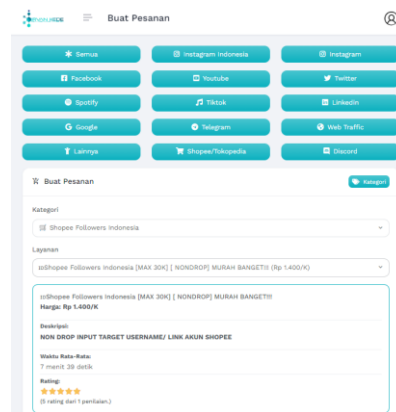 Buat Pesanan
Semua
Instagram Indonesia
Instagram
Facebook
Youtube
Twitter
Spotify
Tiktok
Linkedin
Google
Telegram
Web Traffic
Lainnya
Shopee/Tokopedia
Discord
Buat Pesanan
Kategori
Kategori
Shopee Followers Indonesia
Layanan
Shopee Followers Indonesia [MAX 30K] [ NONDROP] MURAH BANGET!!! (Rp 1.400/K)
Shopee Followers Indonesia [MAX 30K] [ NONDROP] MURAH BANGET!!!
Harga: Rp 1.400/K
Deskripsi:
NON DROP INPUT TARGET USERNAME/ LINK AKUN SHOPEE
Waktu Rata-Rata:
7 menit 39 detik
Rating:
(5 rating dari 1 penilaian.)